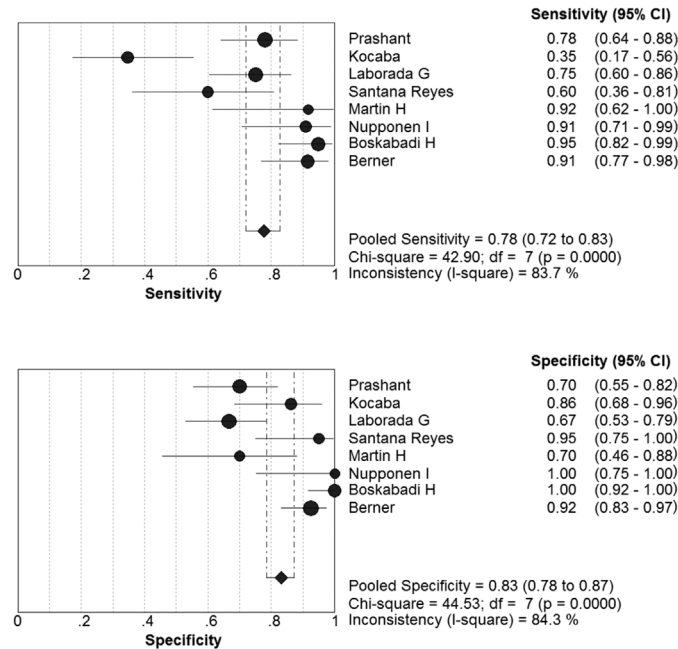 Sensitivity (95% CI)
Prashant 0.78 (0.64 - 0.88)
Kocaba 0.35 (0.17 - 0.56)
Laborada G 0.75 (0.60 - 0.86)
Santana Reyes 0.60 (0.36 - 0.81)
Martin H 0.92 (0.62 - 1.00)
Nupponen I 0.91 (0.71 - 0.99)
Boskabadi H 0.95 (0.82 - 0.99)
Berner 0.91 (0.77 - 0.98)
Pooled Sensitivity = 0.78 (0.72 to 0.83)
Chi-square = 42.90; df = 7 (p = 0.0000)
Inconsistency (I-square) = 83.7 %
0 .2 .4 .6 .8 1
Sensitivity
Specificity (95% CI)
Prashant 0.70 (0.55 - 0.82)
Kocaba 0.86 (0.68 - 0.96)
Laborada G 0.67 (0.53 - 0.79)
Santana Reyes 0.95 (0.75 - 1.00)
Martin H 0.70 (0.46 - 0.88)
Nupponen I 1.00 (0.75 - 1.00)
Boskabadi H 1.00 (0.92 - 1.00)
Berner 0.92 (0.83 - 0.97)
Pooled Specificity = 0.83 (0.78 to 0.87)
Chi-square = 44.53; df = 7 (p = 0.0000)
Inconsistency (I-square) = 84.3 %
0 .2 .4 .6 .8 1
Specificity